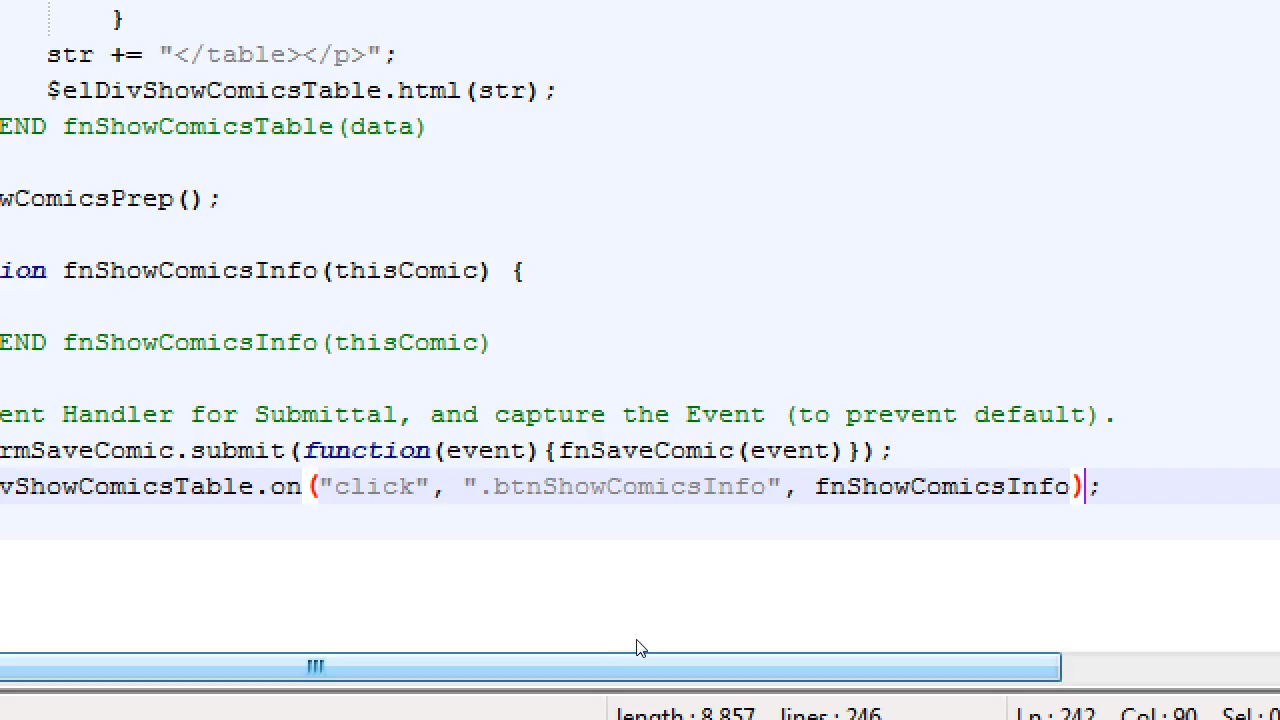 }
str += "</table></p>";
$elDivShowComicsTable.html(str);
END fnShowComicsTable(data)
wComicsPrep();
ion fnShowComicsInfo(thisComic) {
END fnShowComicsInfo(thisComic)
ent Handler for Submittal, and capture the Event (to prevent default).
rmSaveComic.submit(function(event){fnSaveComic(event)});
vShowComicsTable.on("click", ".btnShowComicsInfo", fnShowComicsInfo);
length : 8,857 lines : 246 Ln : 242 Col : 90 Sel : 0